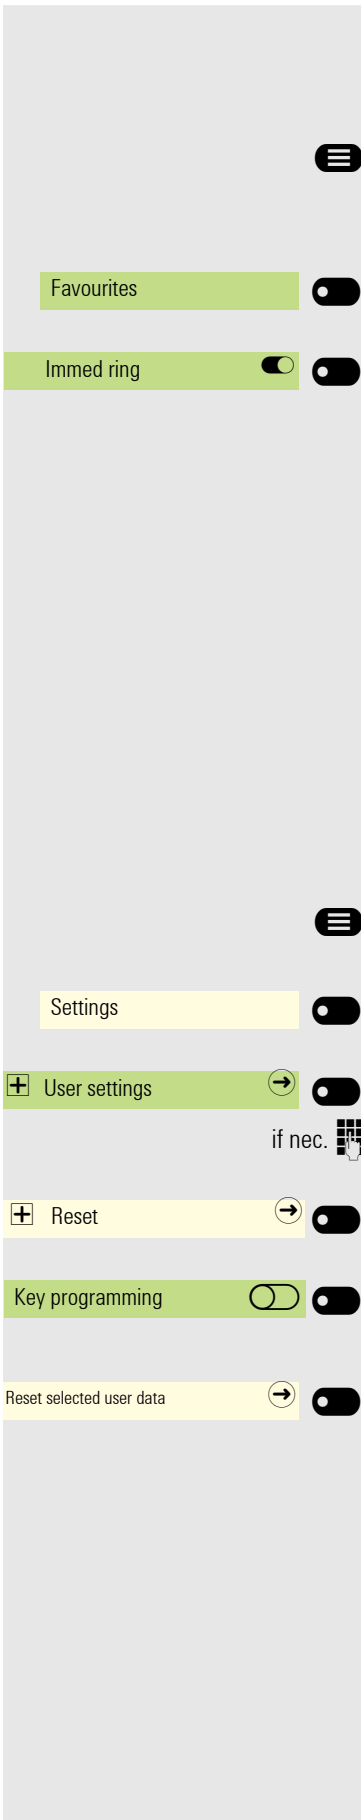 Favourites
Immed ring
Settings
User settings
if nec.
Reset
Key programming
Reset selected user data